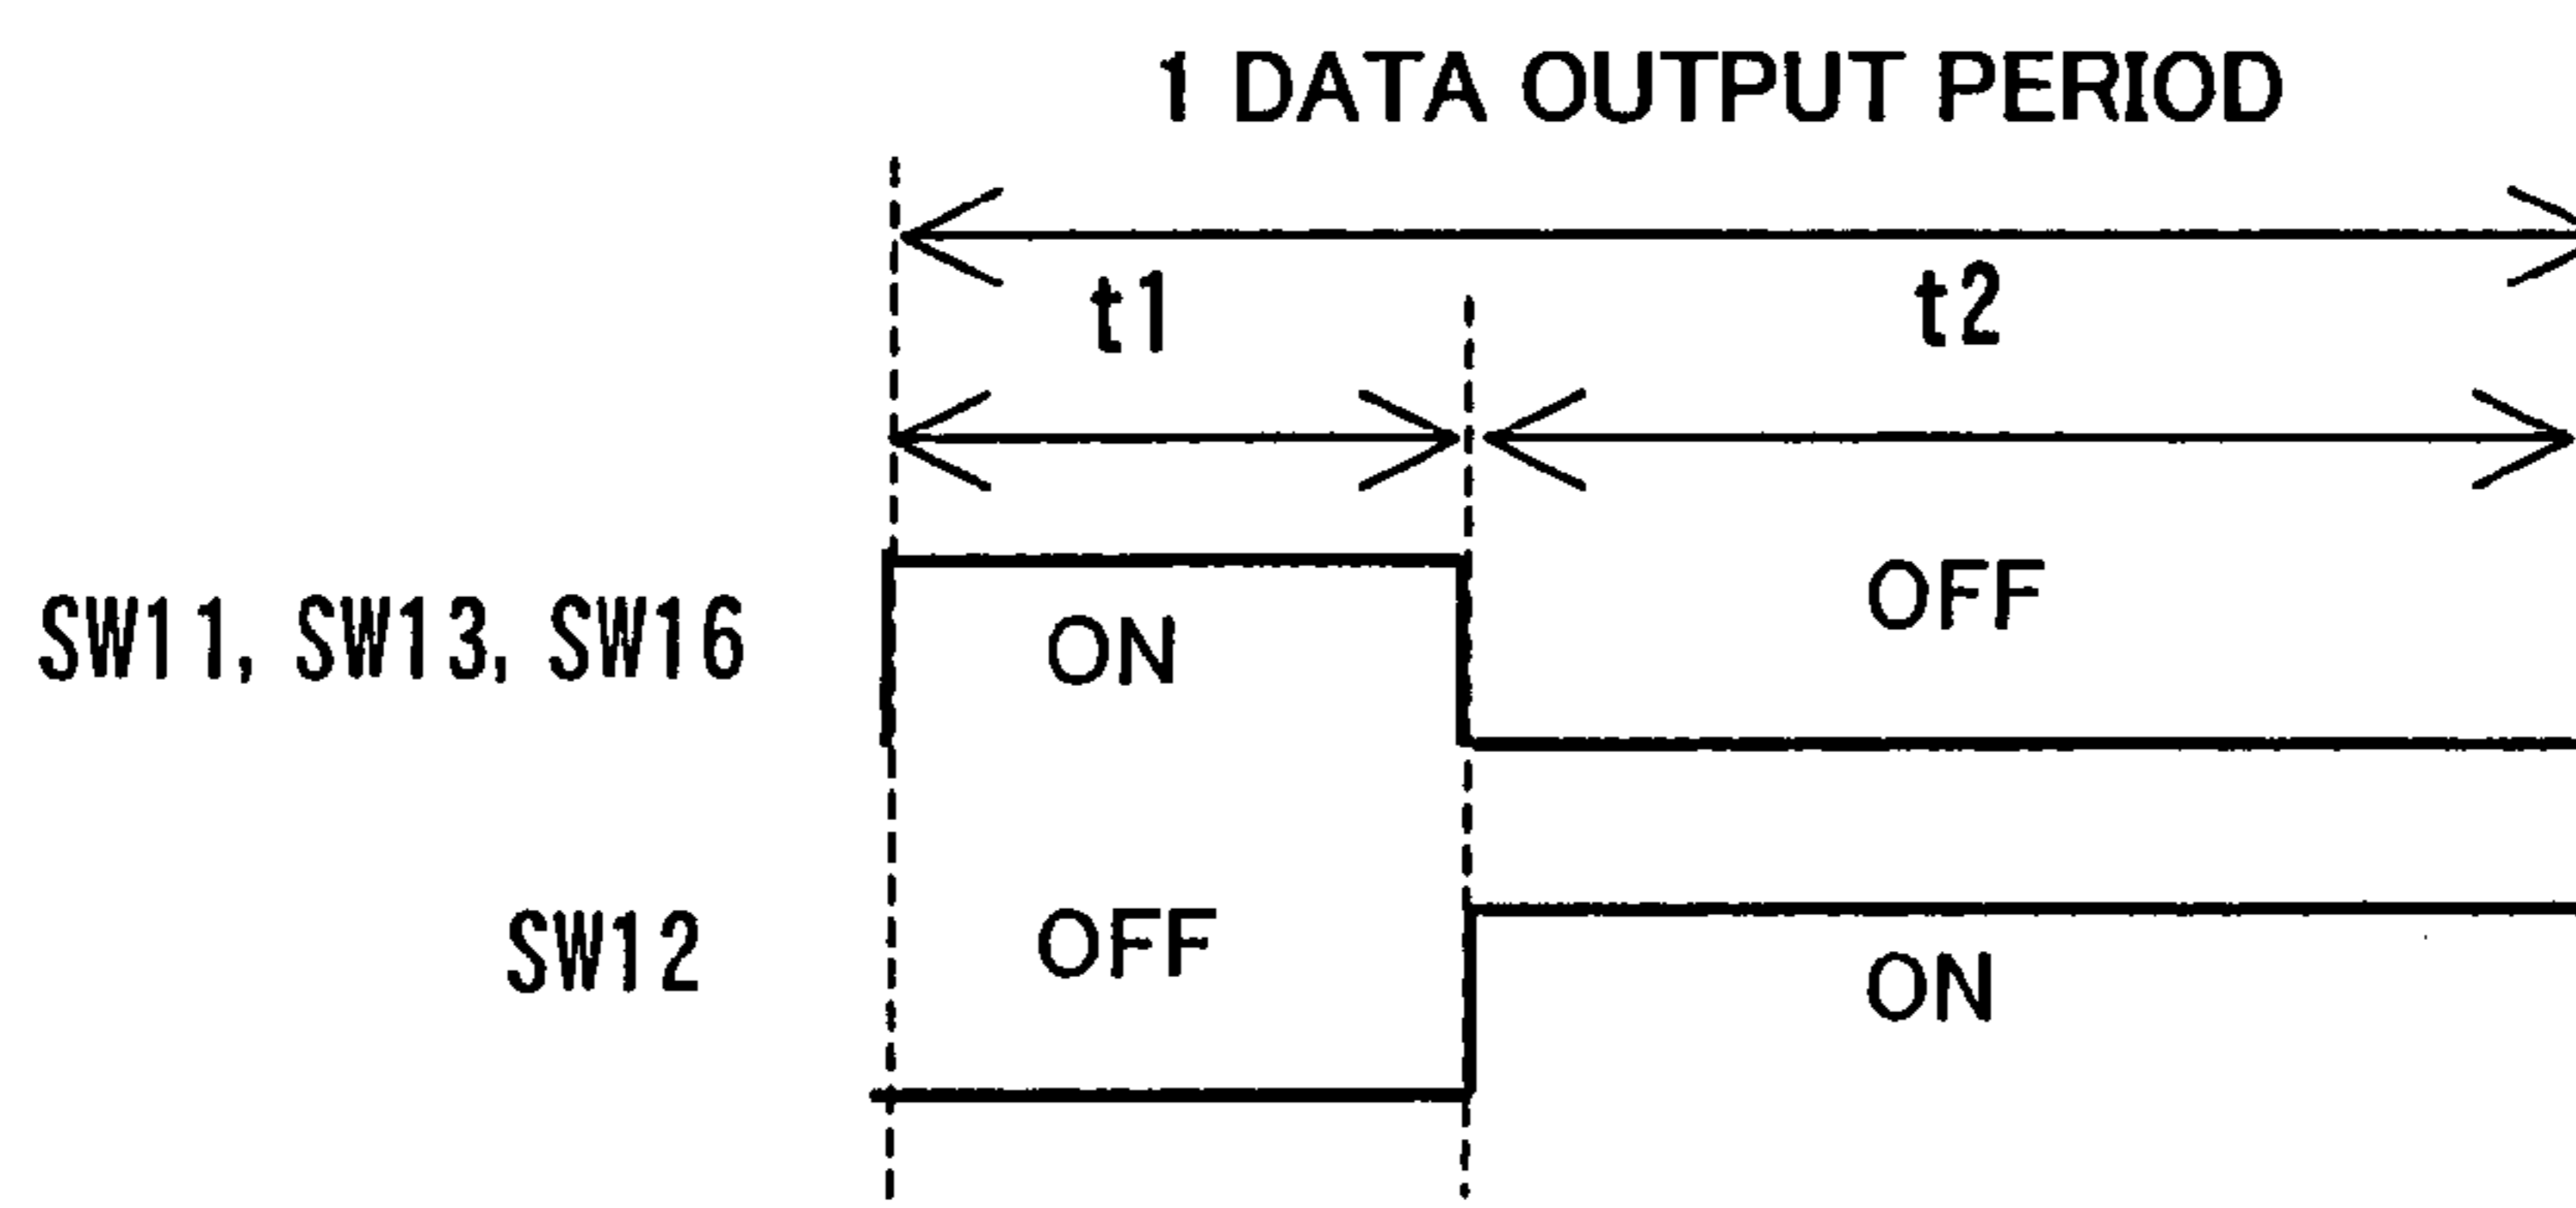 1 DATA OUTPUT PERIOD
t1
t2
SW11, SW13, SW16
ON
OFF
SW12
OFF
ON